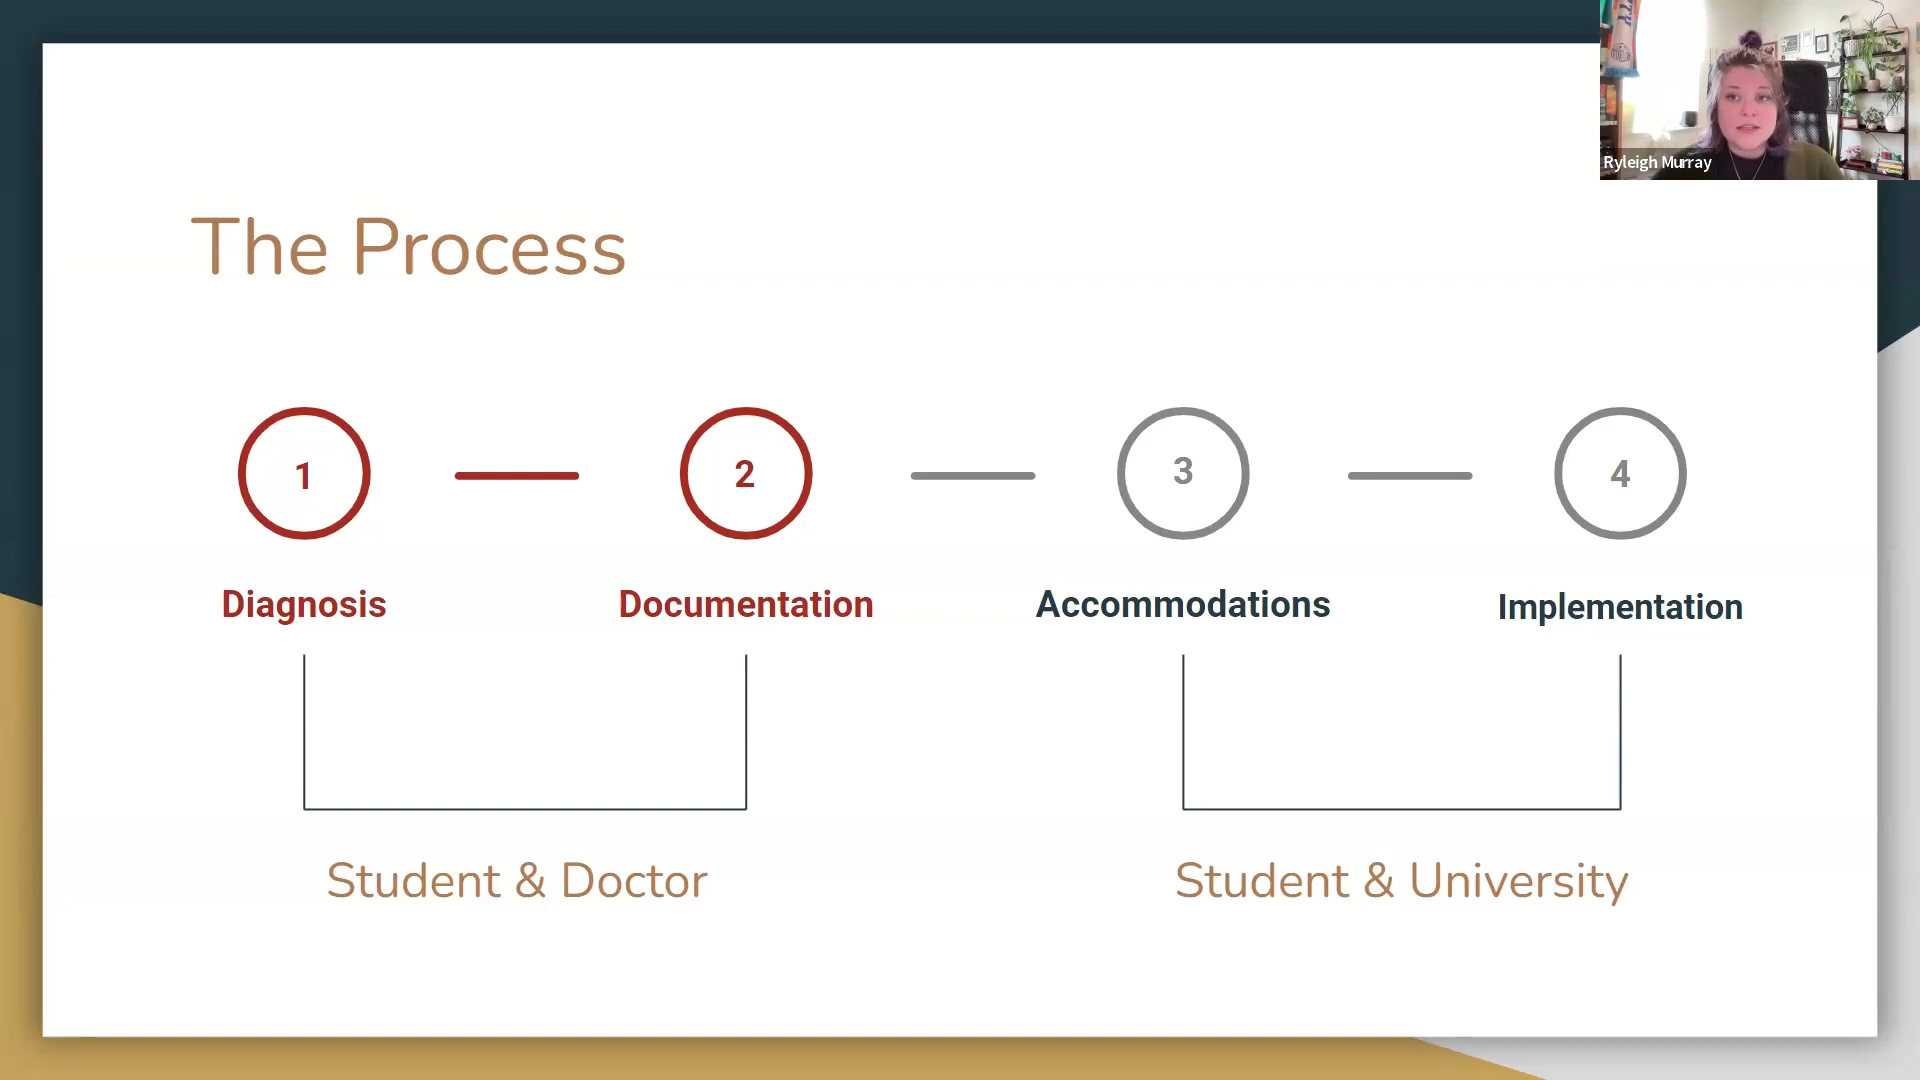 Ryleigh Murray
The Process
1
2
3
4
Diagnosis
Documentation
Accommodations
Implementation
Student & Doctor
Student & University